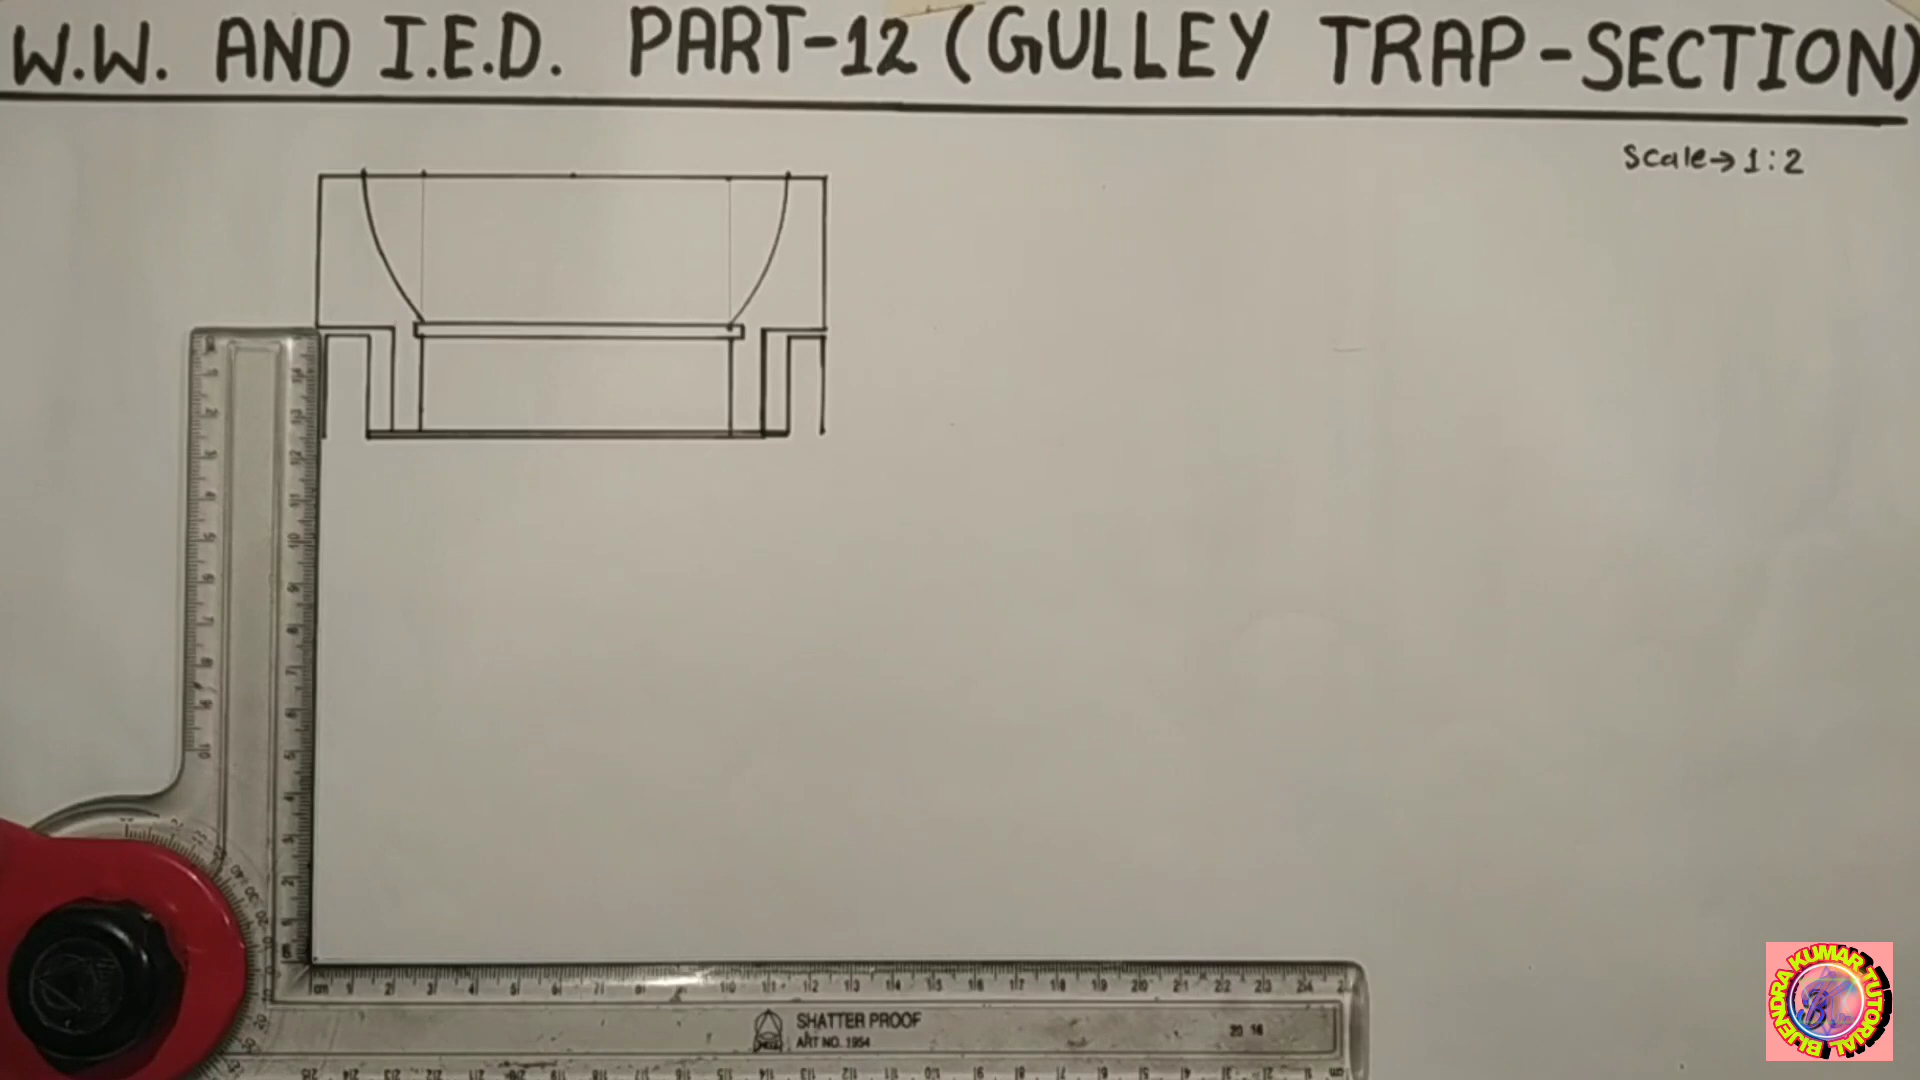 W.W. AND I.E.D. PART-12 (GULLEY TRAP-SECTION)
Scale→1:2
SHATTER PROOF
ART NO. 1954
BIJENDRA KUMAR TUTORIAL